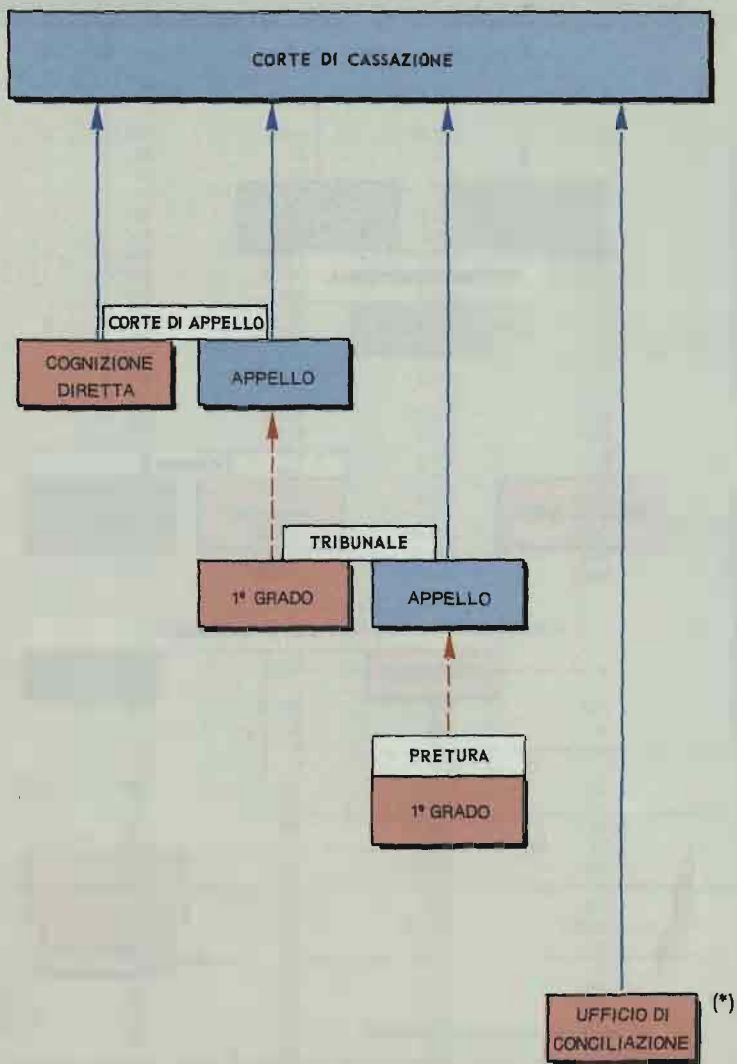 CORTE DI CASSAZIONE
CORTE DI APPELLO
COGNIZIONE
DIRETTA
APPELLO
TRIBUNALE
1° GRADO
APPELLO
PRETURA
1° GRADO
UFFICIO DI
CONCILIAZIONE
(*)